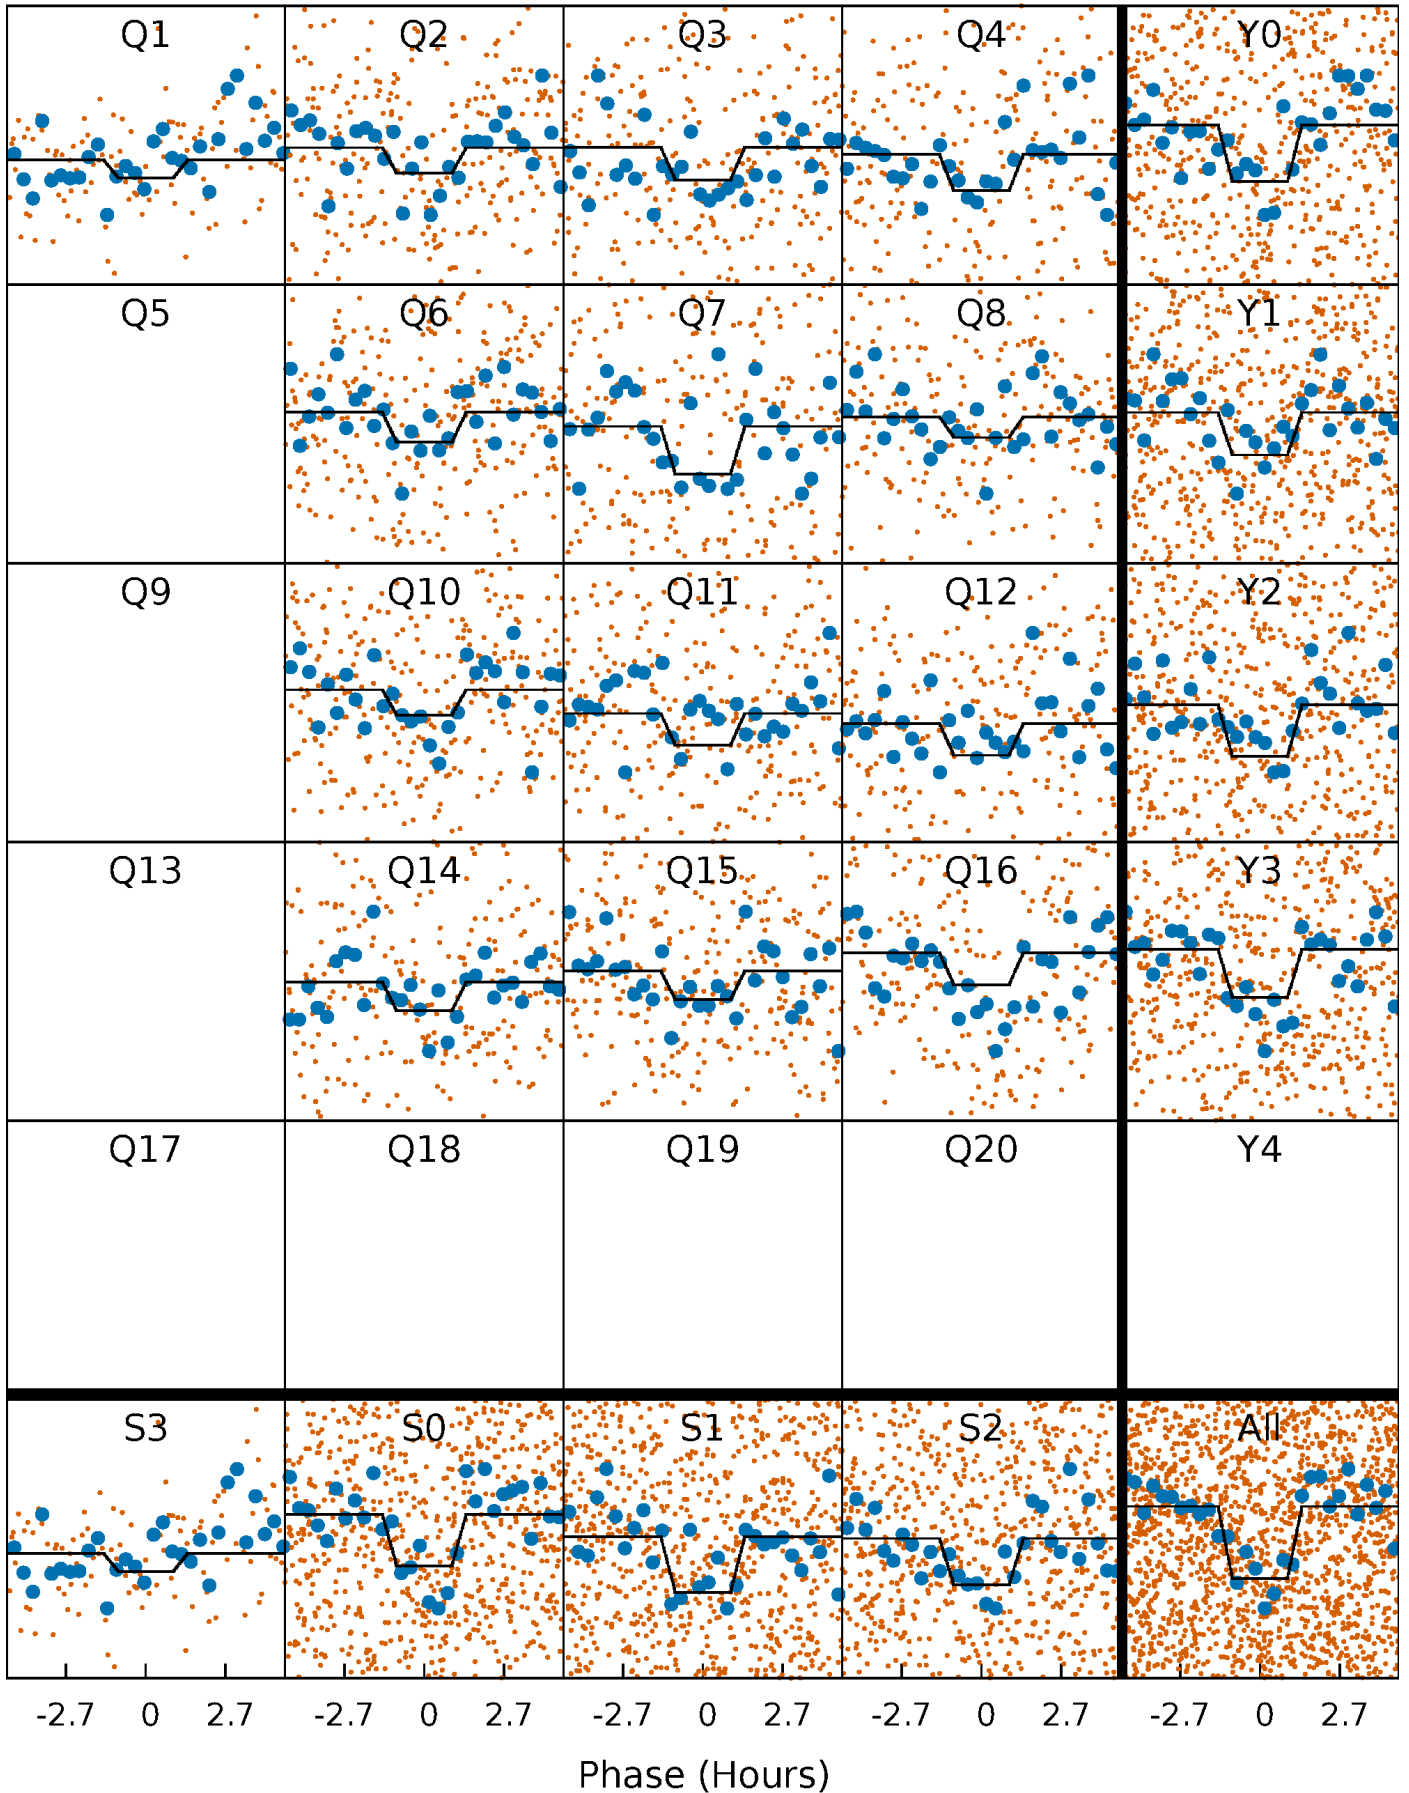 Q1 Q2 Q3 Q4 Y0
Q5 Q6 Q7 Q8 Y1
Q9 Q10 Q11 Q12 Y2
Q13 Q14 Q15 Q16 Y3
Q17 Q18 Q19 Q20 Y4
S3 S0 S1 S2 All
-2.7 0 2.7 -2.7 0 2.7 -2.7 0 2.7 -2.7 0 2.7 -2.7 0 2.7
Phase (Hours)